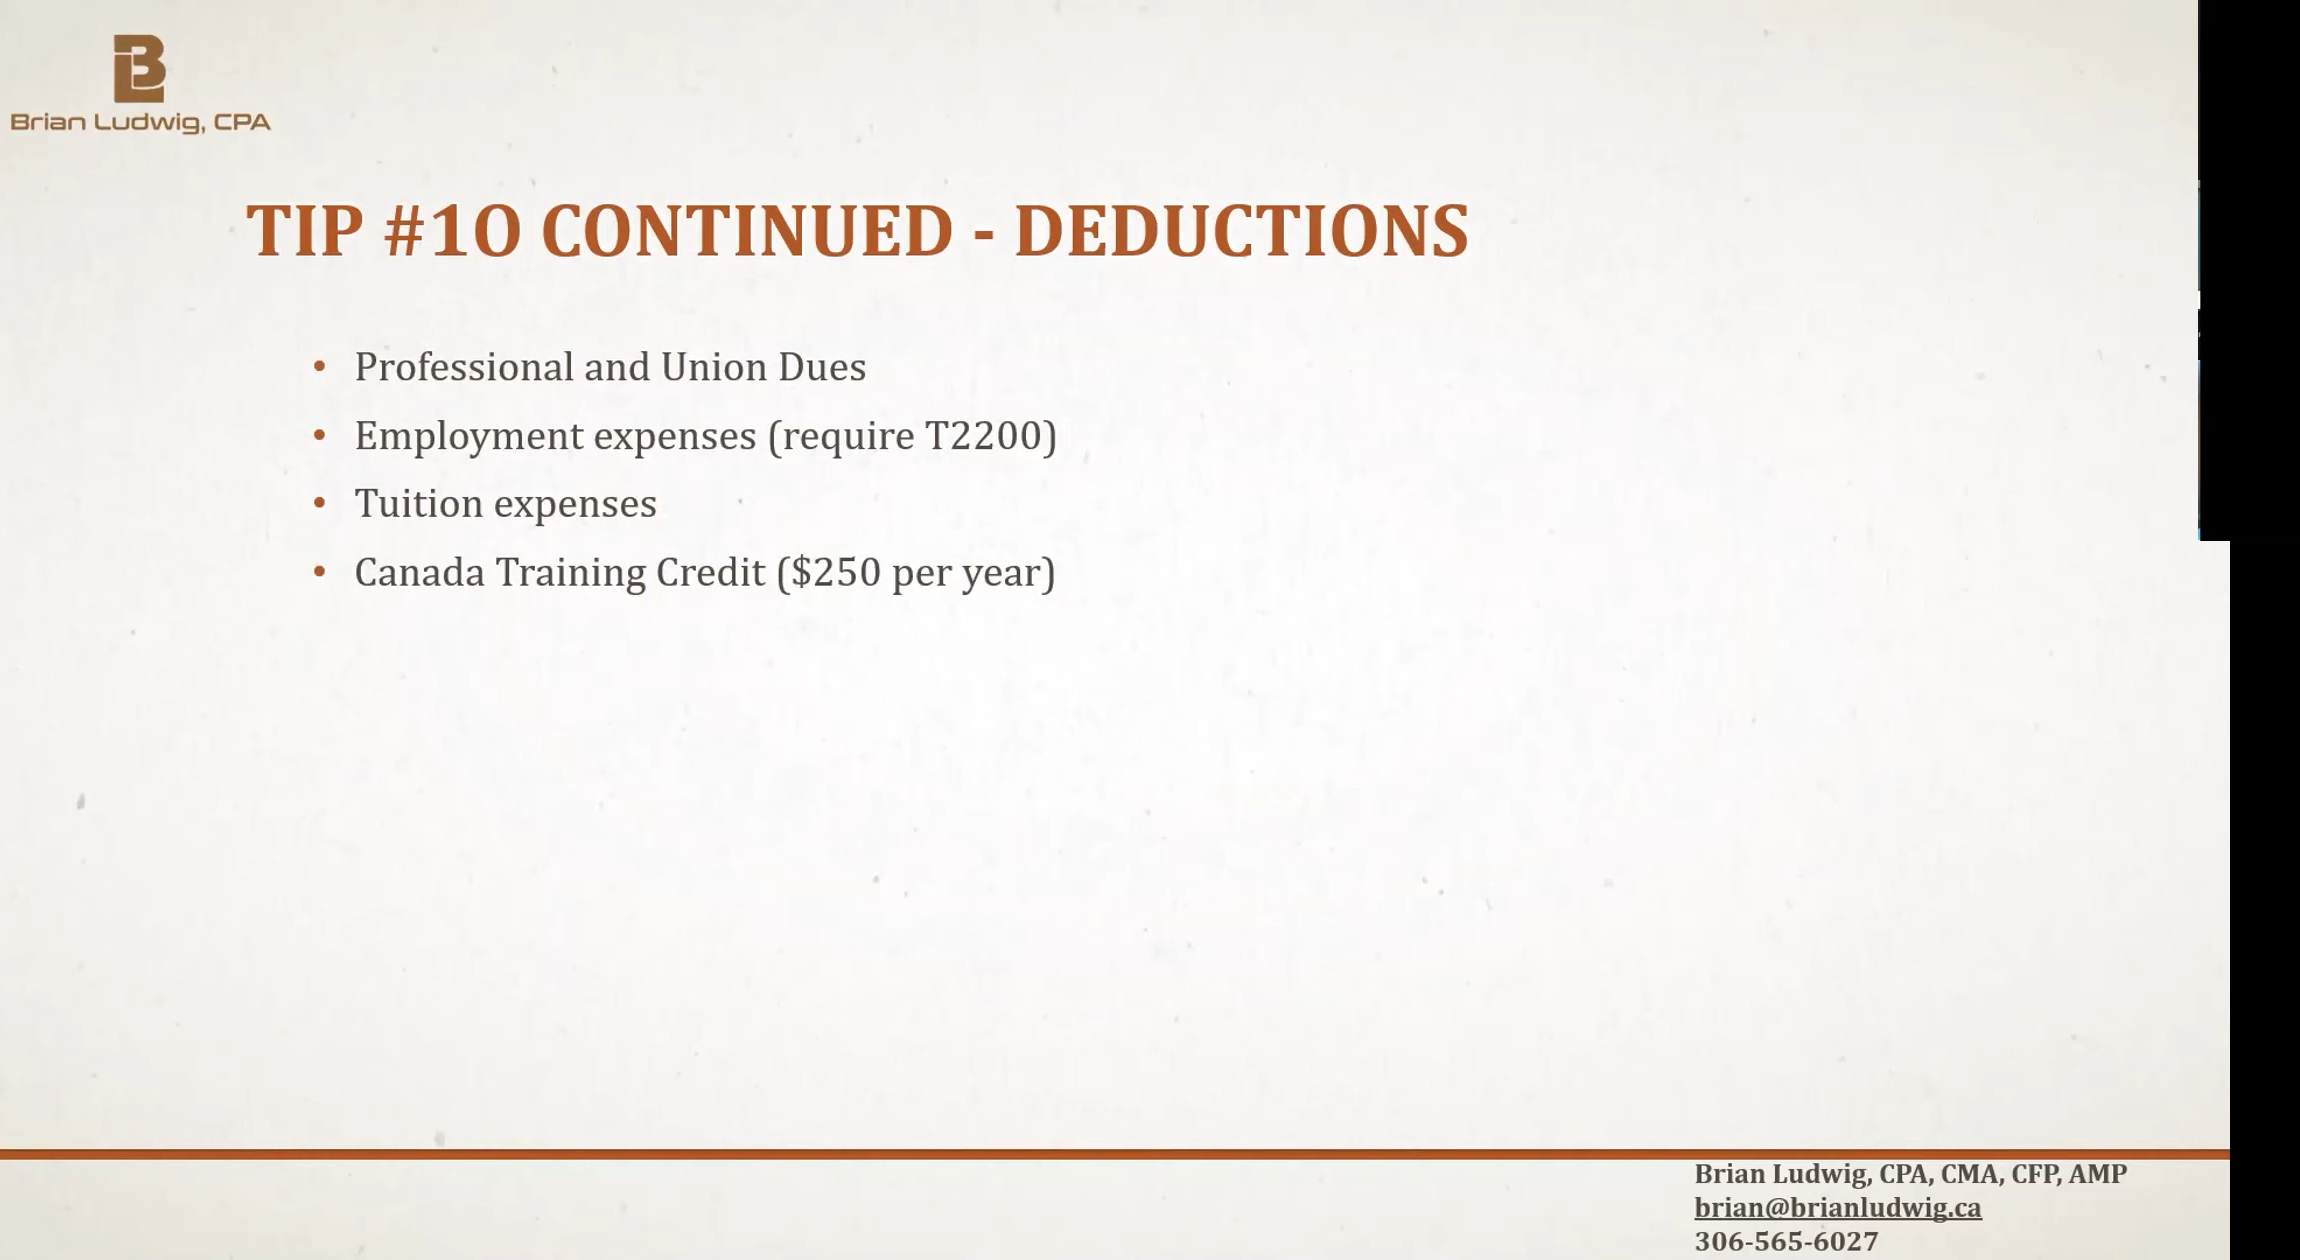 Brian Ludwig, CPA
TIP #10 CONTINUED - DEDUCTIONS
• Professional and Union Dues
• Employment expenses (require T2200)
• Tuition expenses
• Canada Training Credit ($250 per year)
Brian Ludwig, CPA, CMA, CFP, AMP
brian@brianludwig.ca
306-565-6027